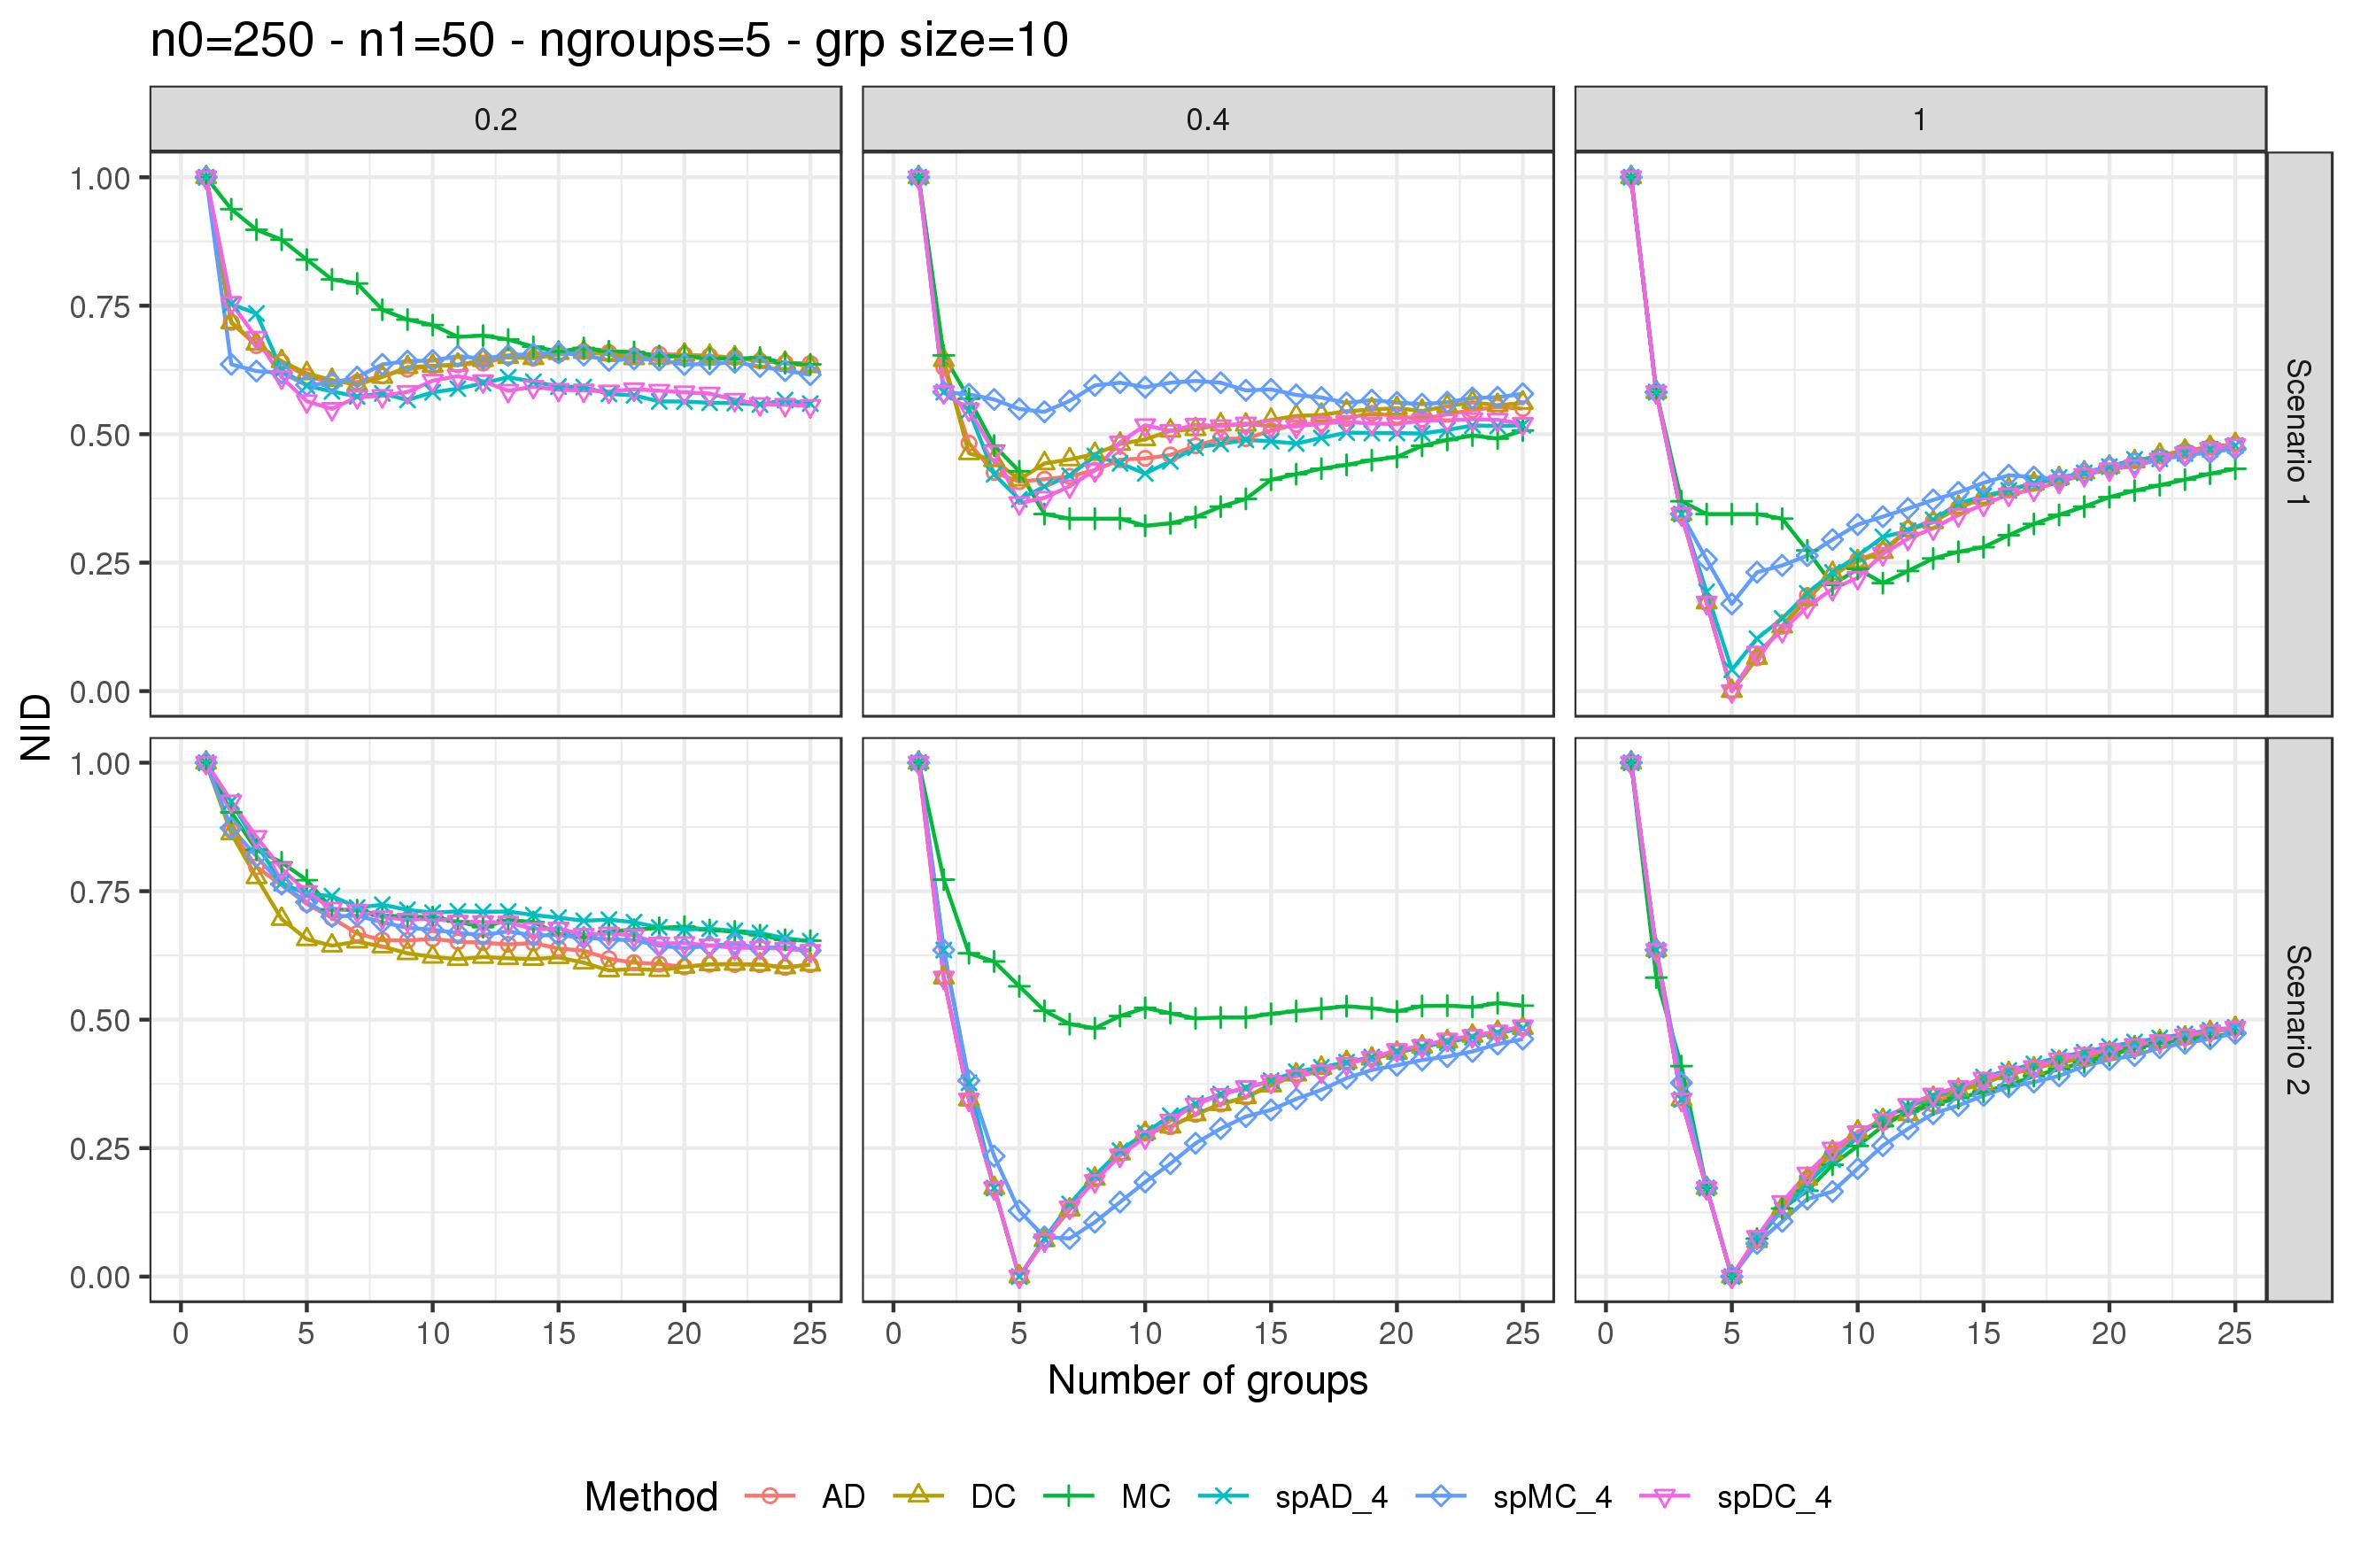 n0=250 - n1=50 - ngroups=5 - grp size=10
0.2 0.4 1
1.00
0.75
0.50
0.25
0.00
Scenario 1
NID
1.00
0.75
0.50
0.25
0.00
Scenario 2
0 5 10 15 20 25 0 5 10 15 20 25 0 5 10 15 20 25
Number of groups
Method AD DC MC spAD_4 spMC_4 spDC_4